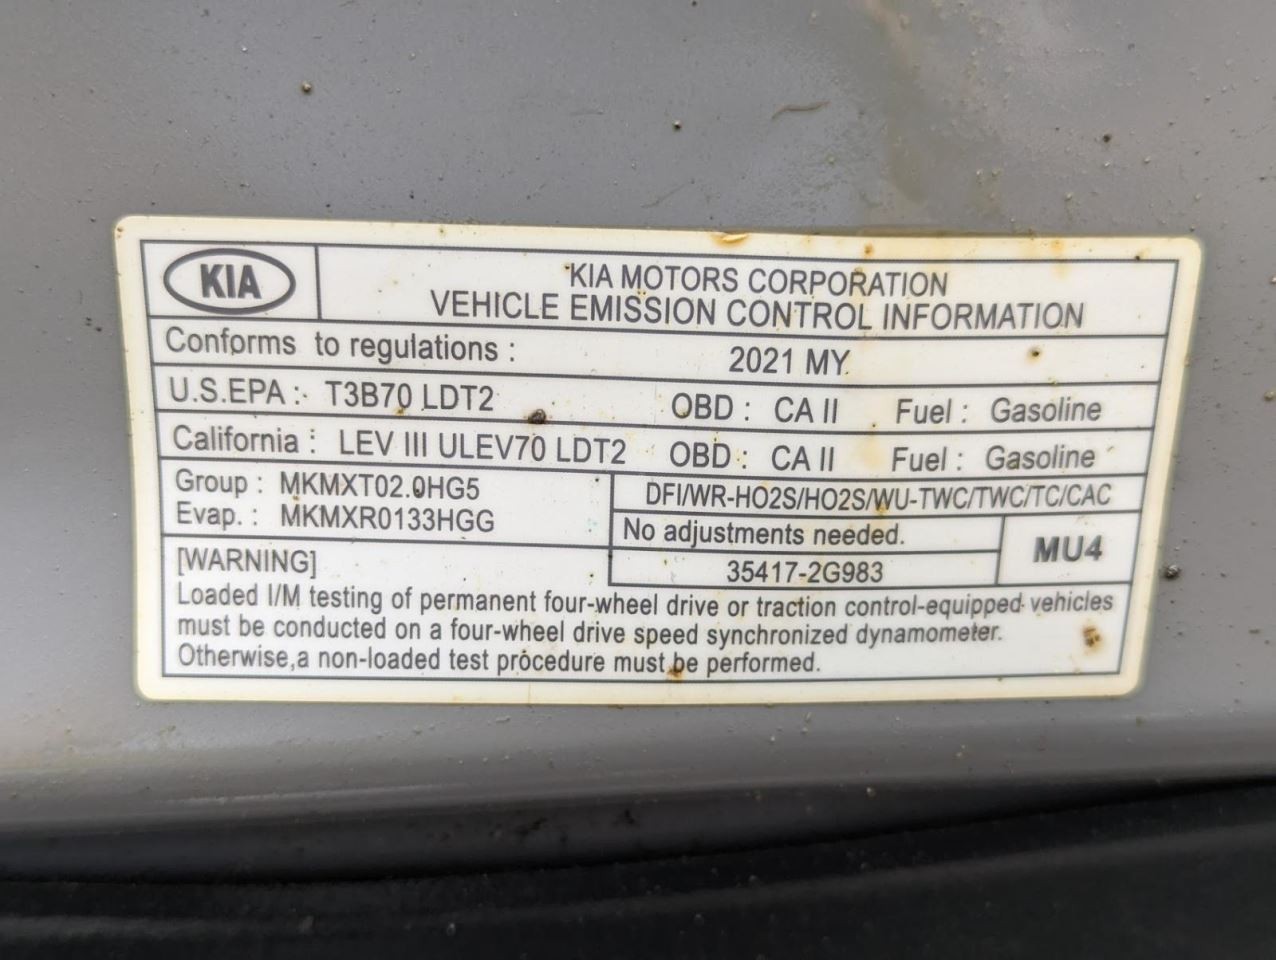 KIA
KIA MOTORS CORPORATION
VEHICLE EMISSION CONTROL INFORMATION
Conforms to regulations : 2021 MY
U.S.EPA : T3B70 LDT2 OBD : CA II Fuel : Gasoline
California : LEV III ULEV70 LDT2 OBD : CA II Fuel : Gasoline
Group : MKMXT02.0HG5
Evap. : MKMXR0133HGG
DFI/WR-HO2S/HO2S/WU-TWC/TWC/TC/CAC
No adjustments needed.
35417-2G983
MU4
[WARNING]
Loaded I/M testing of permanent four-wheel drive or traction control-equipped vehicles
must be conducted on a four-wheel drive speed synchronized dynamometer.
Otherwise,a non-loaded test procedure must be performed.